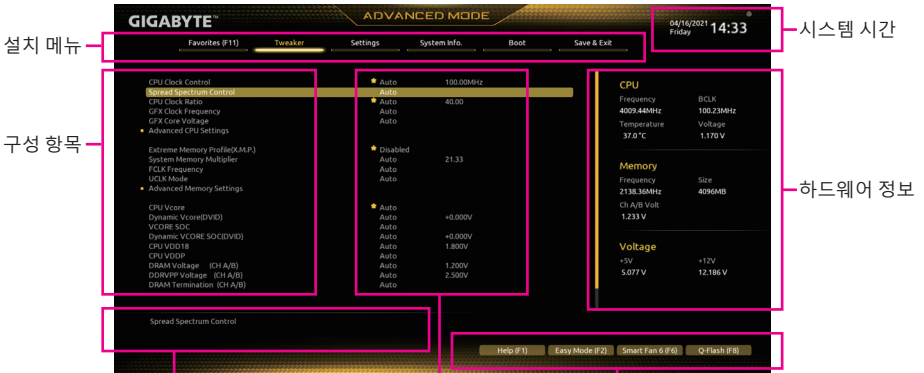 GIGABYTE™
ADVANCED MODE
04/16/2021
Friday
14:33
시스템 시간
설치 메뉴
Favorites (F11) Tweaker Settings System Info. Boot Save & Exit
구성 항목
CPU Clock Control Auto 100.00MHz
Spread Spectrum Control Auto
CPU Clock Ratio Auto 40.00
GFX Clock Frequency Auto
GFX Core Voltage Auto
Advanced CPU Settings
Extreme Memory Profile(X.M.P.) Disabled
System Memory Multiplier Auto 21.33
FCLK Frequency Auto
UCLK Mode Auto
Advanced Memory Settings
CPU Vcore Auto
Dynamic Vcore(DVID) Auto +0.000V
VCORE SOC Auto
Dynamic VCORE SOC(DVID) Auto +0.000V
CPU VDD18 Auto 1.800V
CPU VDDP Auto
DRAM Voltage (CH A/B) Auto 1.200V
DDRVPP Voltage (CH A/B) Auto 2.500V
DRAM Termination (CH A/B) Auto
CPU
Frequency BCLK
4009.44MHz 100.23MHz
Temperature Voltage
37.0 °C 1.170 V
Memory
Frequency Size
2138.36MHz 4096MB
Ch A/B Volt
1.233 V
Voltage
+5V +12V
5.077 V 12.186 V
하드웨어 정보
Spread Spectrum Control
Help (F1) Easy Mode (F2) Smart Fan 6 (F6) Q-Flash (F8)